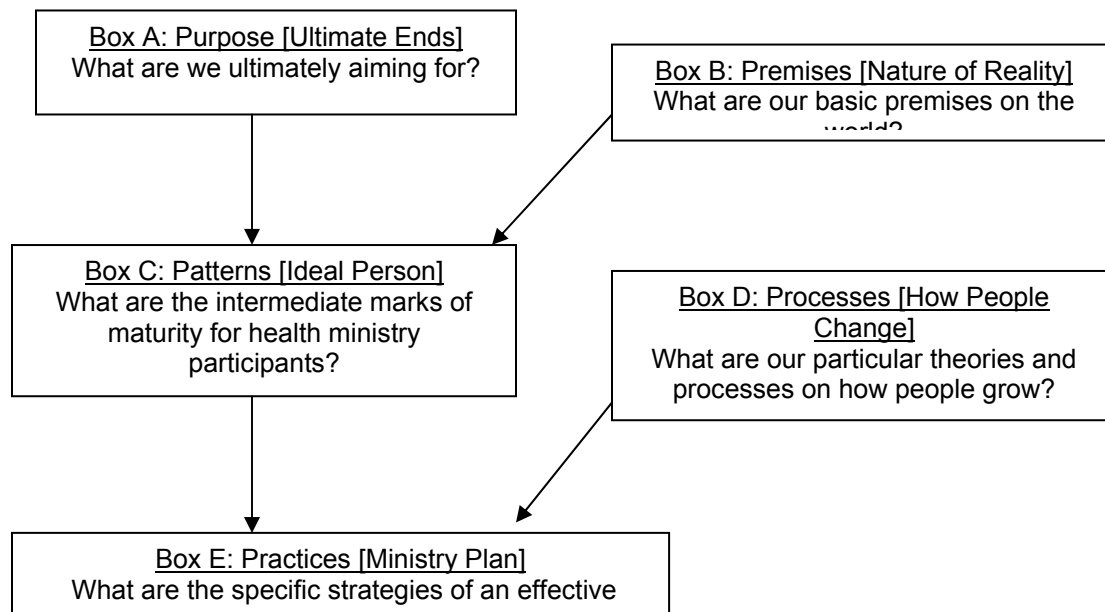 Box A: Purpose [Ultimate Ends]
What are we ultimately aiming for?
Box B: Premises [Nature of Reality]
What are our basic premises on the
world?
Box C: Patterns [Ideal Person]
What are the intermediate marks of
maturity for health ministry
participants?
Box D: Processes [How People
Change]
What are our particular theories and
processes on how people grow?
Box E: Practices [Ministry Plan]
What are the specific strategies of an effective